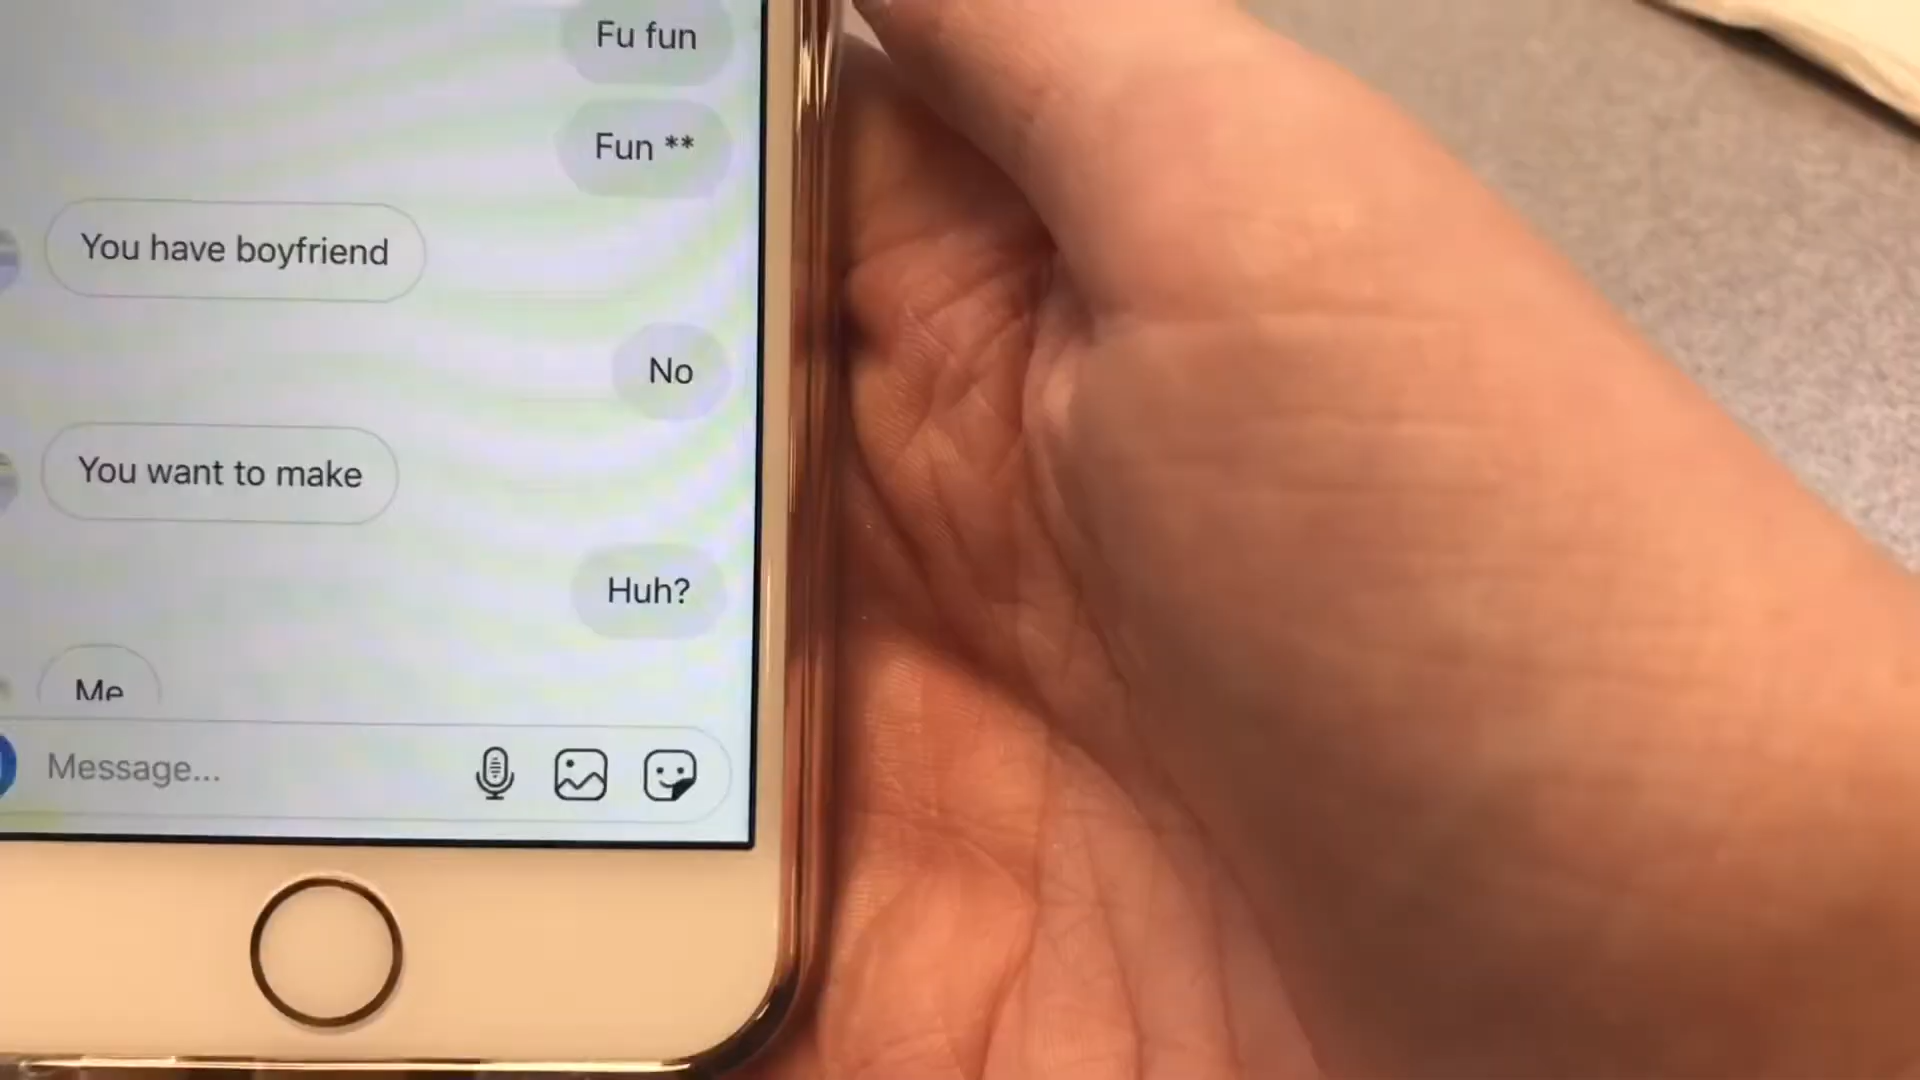 Fu fun
Fun **
You have boyfriend
No
You want to make
Huh?
Me
Message...